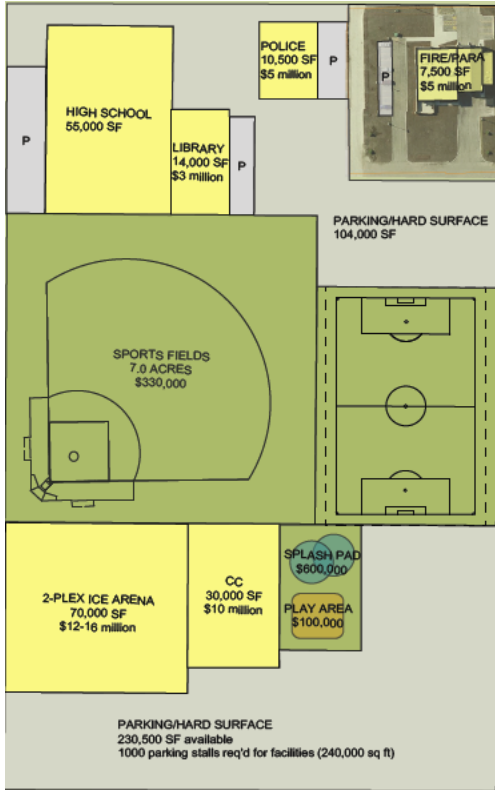 POLICE
10,500 SF
$5 million
P
P
FIRE/PARA
7,500 SF
$5 million
HIGH SCHOOL
55,000 SF
P
LIBRARY
14,000 SF
$3 million
P
PARKING/HARD SURFACE
104,000 SF
SPORTS FIELDS
7.0 ACRES
$330,000
SPLASH PAD
$600,000
2-PLEX ICE ARENA
70,000 SF
$12-16 million
CC
30,000 SF
$10 million
PLAY AREA
$100,000
PARKING/HARD SURFACE
230,500 SF available
1000 parking stalls req'd for facilities (240,000 sq ft)